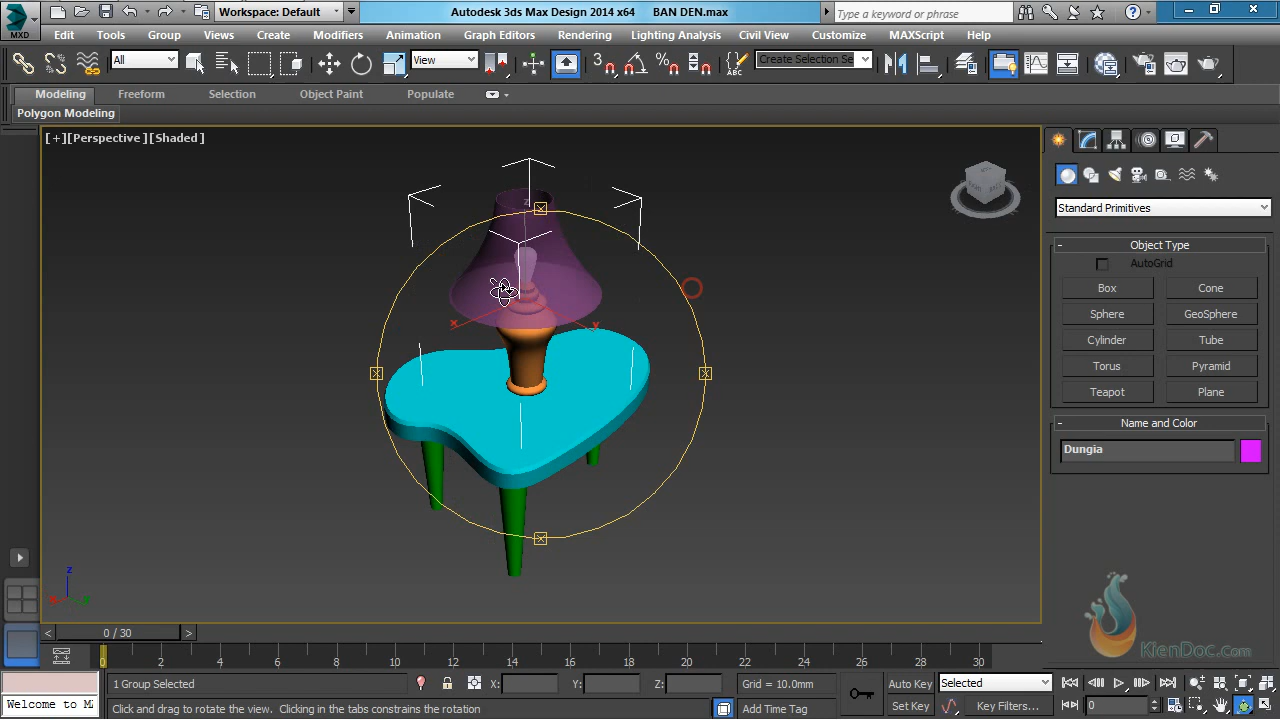 MXD
Workspace: Default
Autodesk 3ds Max Design 2014 x64 BAN DEN.max
Type a keyword or phrase
Edit Tools Group Views Create Modifiers Animation Graph Editors Rendering Lighting Analysis Civil View Customize MAXScript Help
All
View
3
Create Selection Se
Modeling Freeform Selection Object Paint Populate
Polygon Modeling
[+][Perspective][Shaded]
Standard Primitives
- Object Type
AutoGrid
Box Cone
Sphere GeoSphere
Cylinder Tube
Torus Pyramid
Teapot Plane
- Name and Color
Dungia
z
x
y
z
KienDoc.com
< 0 / 30 >
0 2 4 6 8 10 12 14 16 18 20 22 24 26 28 30
1 Group Selected X: Y: Z: Grid = 10.0mm Auto Key Selected
Welcome to MA
Click and drag to rotate the view. Clicking in the tabs constrains the rotation Add Time Tag Set Key Key Filters... 0